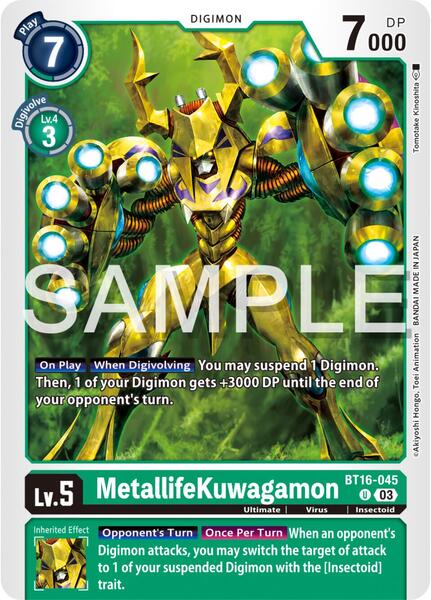 Play
7
DIGIMON
DP
7000
Digivolve
Lv.4
3
Tomotake Kinoshita
©Akiyoshi Hongo, Toei Animation BANDAI MADE IN JAPAN
SAMPLE
On Play When Digivolving You may suspend 1 Digimon.
Then, 1 of your Digimon gets +3000 DP until the end of
your opponent's turn.
Lv.5
MetallifeKuwagamon
BT16-045
U 03
Ultimate Virus Insectoid
Inherited Effect
Opponent's Turn Once Per Turn When an opponent's
Digimon attacks, you may switch the target of attack
to 1 of your suspended Digimon with the [Insectoid]
trait.